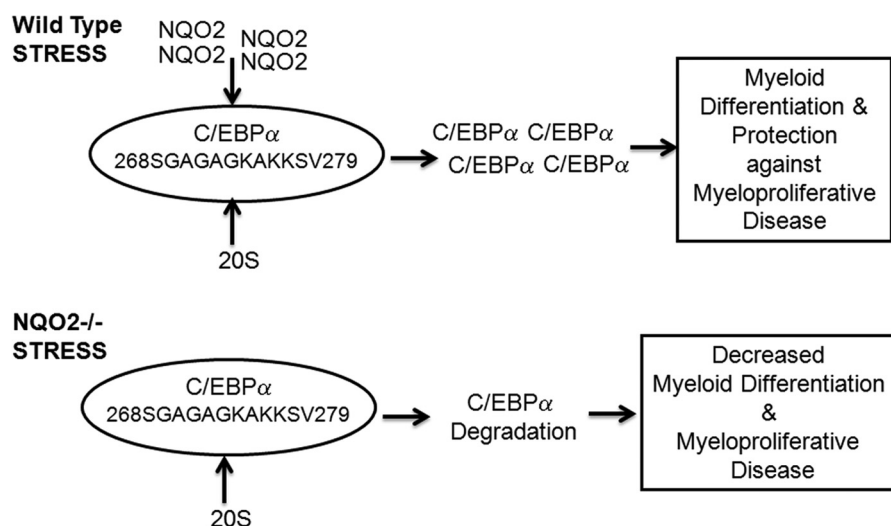 Wild Type
STRESS
NQO2 NQO2
NQO2 NQO2
C/EBPα
268SGAGAGKAKKSV279
20S
C/EBPα C/EBPα
C/EBPα C/EBPα
Myeloid
Differentiation &
Protection
against
Myeloproliferative
Disease
NQO2-/-
STRESS
C/EBPα
268SGAGAGKAKKSV279
20S
C/EBPα
Degradation
Decreased
Myeloid Differentiation
&
Myeloproliferative
Disease